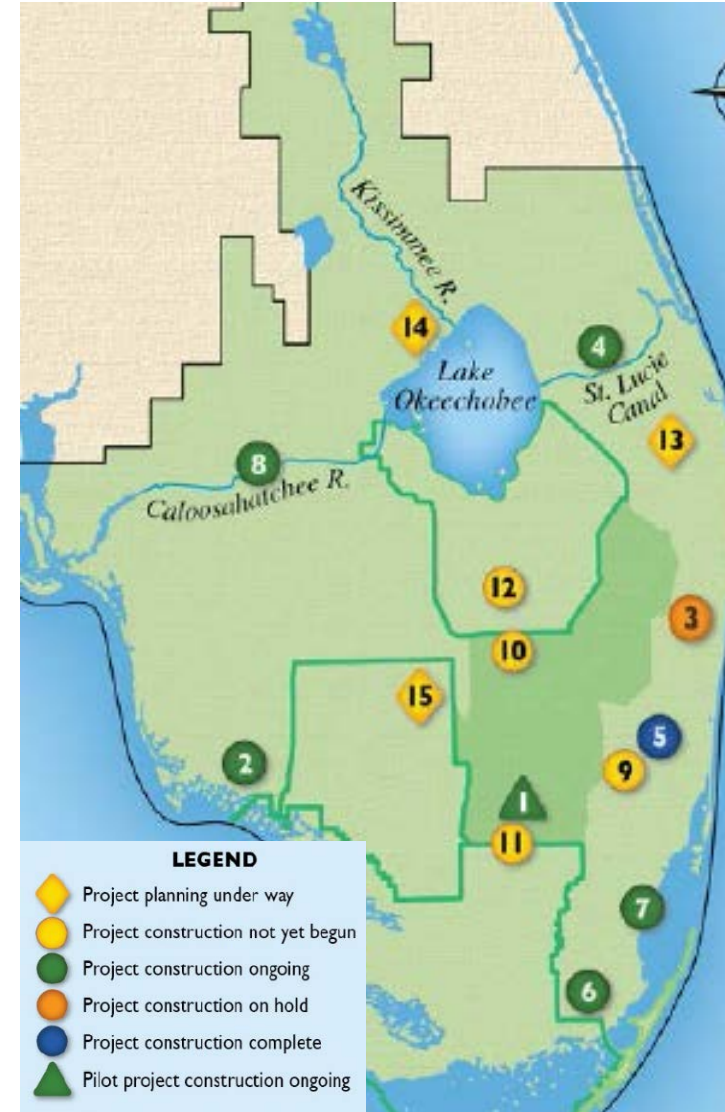 Kissimmee R.
14
4
Lake
Okeechobee
St. Lucie
Canal
13
8
Caloosahatchee R.
12
3
10
15
5
2
9
1
11
7
6
LEGEND
Project planning under way
Project construction not yet begun
Project construction ongoing
Project construction on hold
Project construction complete
Pilot project construction ongoing